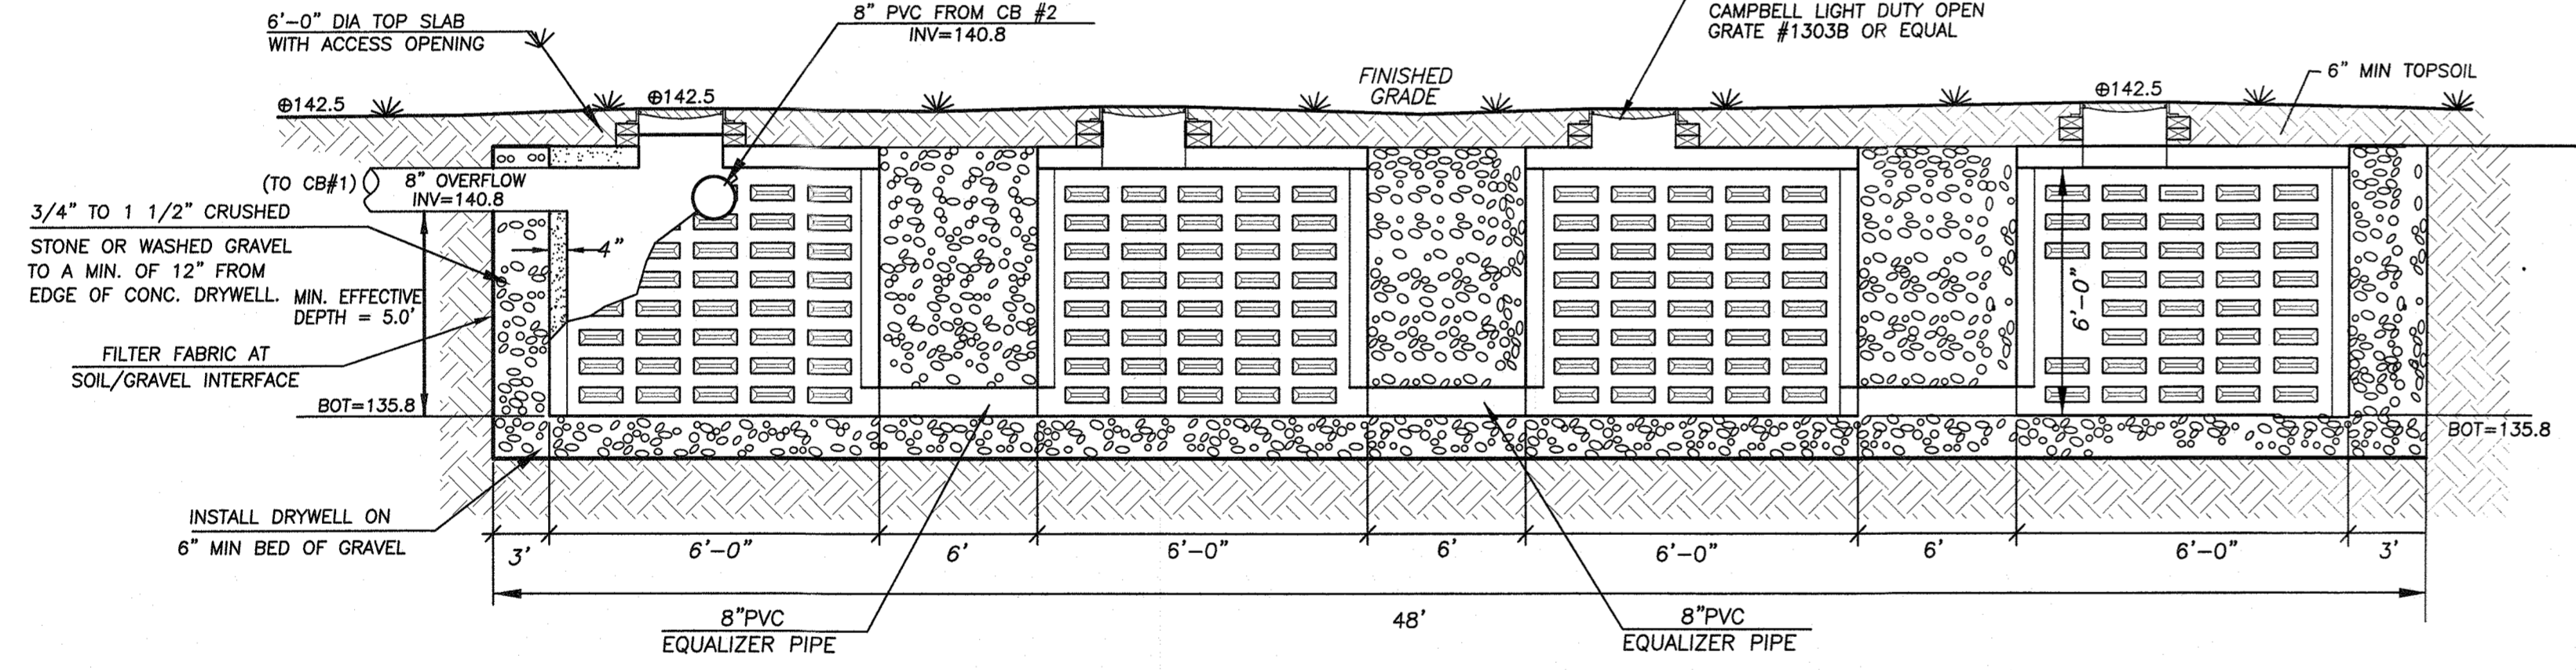 6'-0" DIA TOP SLAB
WITH ACCESS OPENING
8" PVC FROM CB #2
INV=140.8
CAMPBELL LIGHT DUTY OPEN
GRATE #1303B OR EQUAL
FINISHED
GRADE
6" MIN TOPSOIL
⊕142.5
⊕142.5
⊕142.5
(TO CB#1)
8" OVERFLOW
INV=140.8
3/4" TO 1 1/2" CRUSHED
STONE OR WASHED GRAVEL
TO A MIN. OF 12" FROM
EDGE OF CONC. DRYWELL.
4"
MIN. EFFECTIVE
DEPTH = 5.0'
6'-0"
FILTER FABRIC AT
SOIL/GRAVEL INTERFACE
BOT=135.8
BOT=135.8
INSTALL DRYWELL ON
6" MIN BED OF GRAVEL
3'
6'-0"
6'
6'-0"
6'
6'-0"
6'
6'-0"
3'
48'
8"PVC
EQUALIZER PIPE
8"PVC
EQUALIZER PIPE